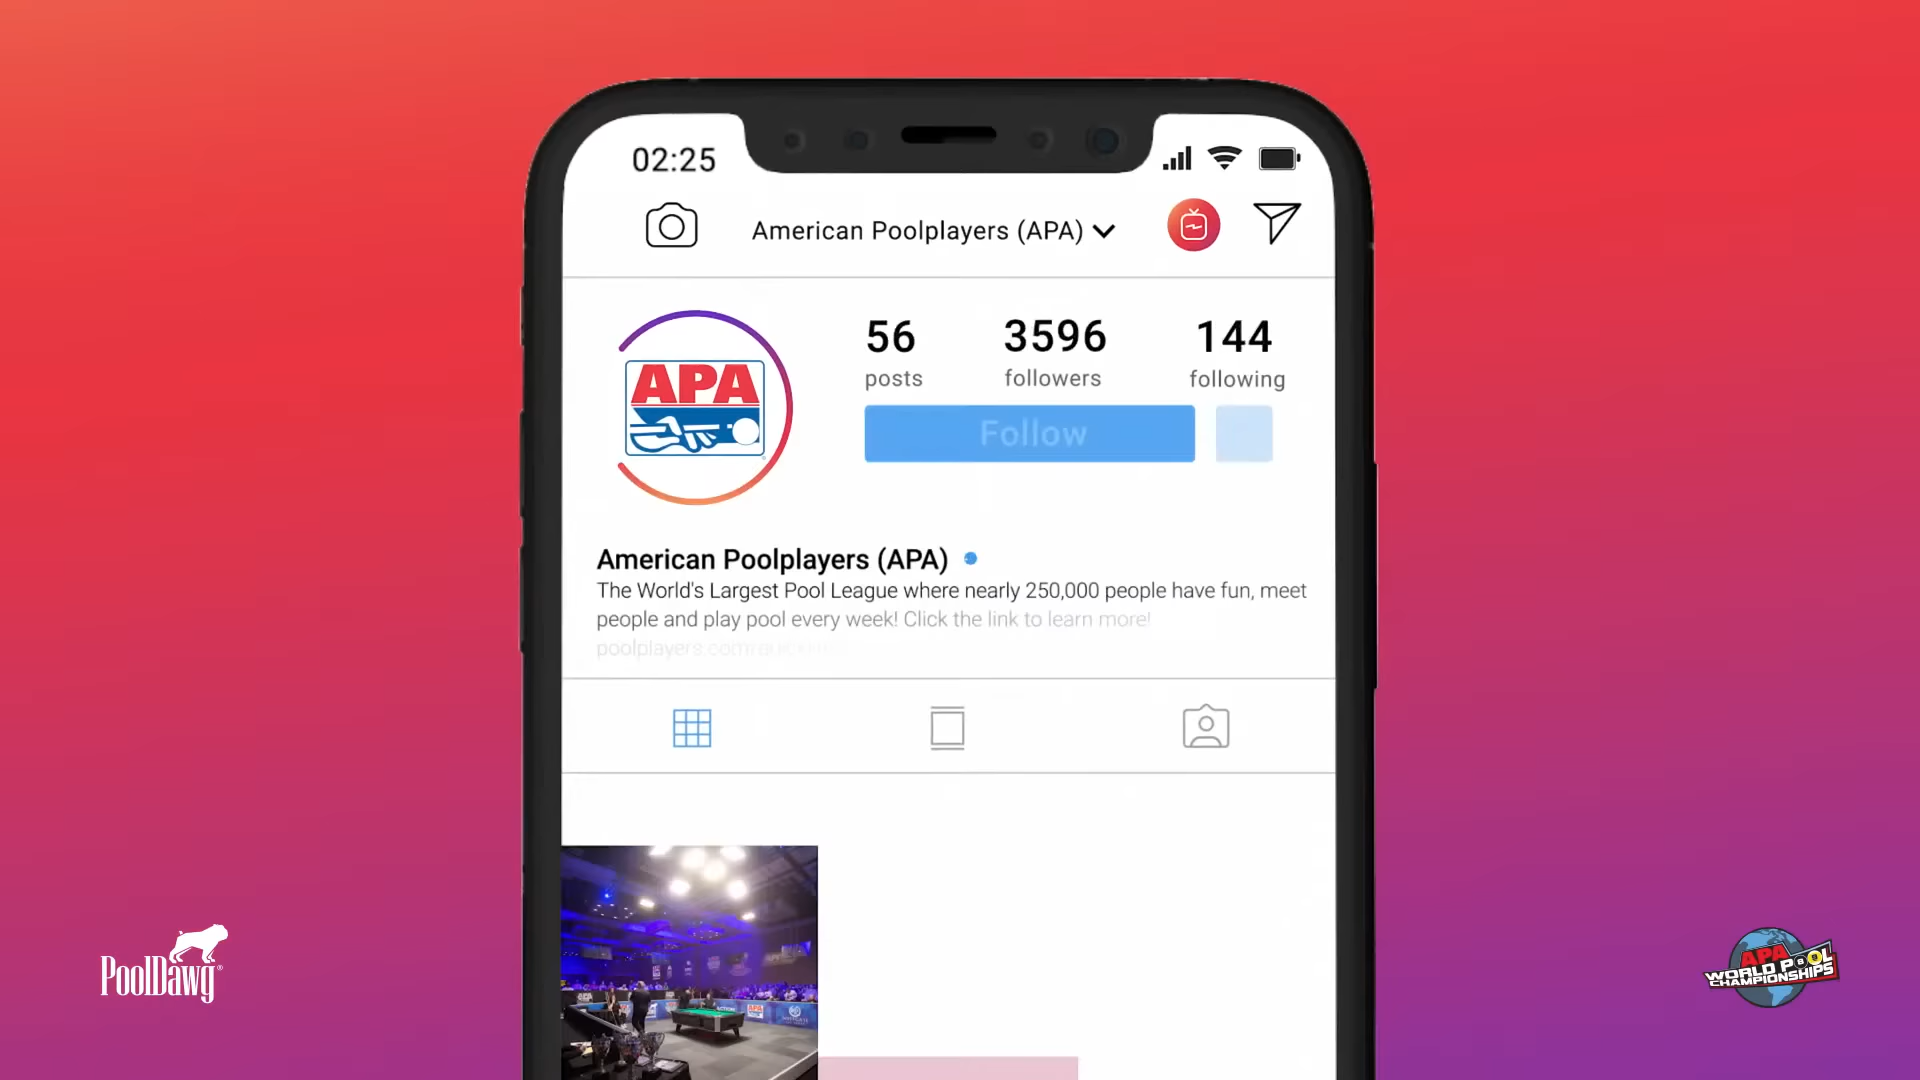 02:25
American Poolplayers (APA)
56
3596
144
posts
followers
following
APA
Follow
American Poolplayers (APA)
The World's Largest Pool League where nearly 250,000 people have fun, meet
people and play pool every week! Click the link to learn more!
PoolDawg®
APA
WORLD POOL
CHAMPIONSHIPS